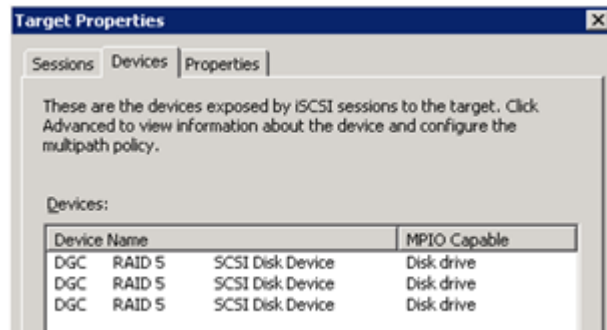 Target Properties
Sessions Devices Properties
These are the devices exposed by iSCSI sessions to the target. Click
Advanced to view information about the device and configure the
multipath policy.
Devices:
Device Name MPIO Capable
DGC RAID 5 SCSI Disk Device Disk drive
DGC RAID 5 SCSI Disk Device Disk drive
DGC RAID 5 SCSI Disk Device Disk drive